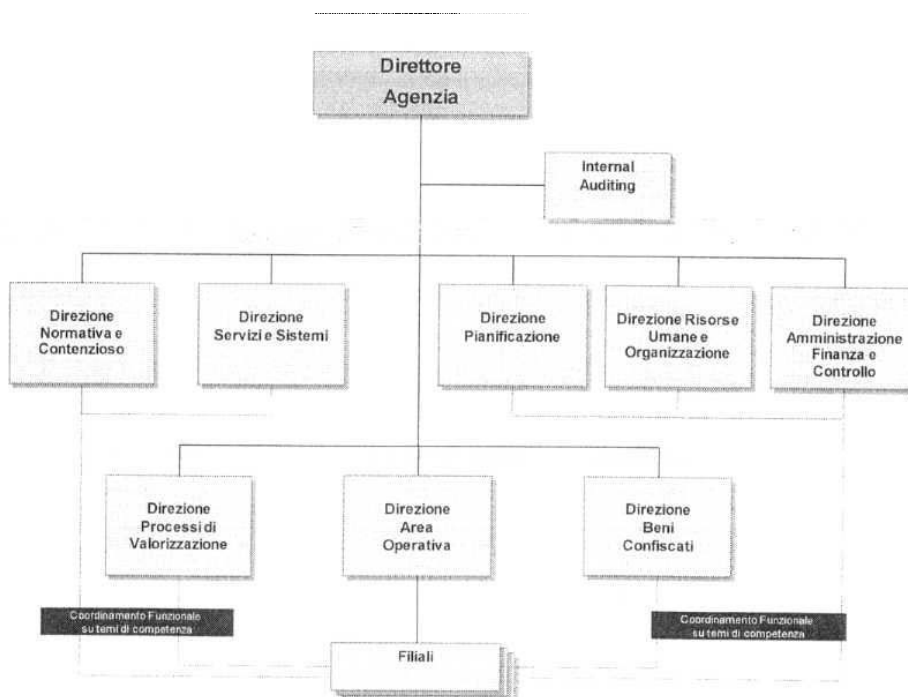 Direttore
Agenzia
Internal
Auditing
Direzione
Normativa e
Contenzioso
Direzione
Servizi e Sistemi
Direzione
Pianificazione
Direzione Risorse
Umane e
Organizzazione
Direzione
Amministrazione
Finanza e
Controllo
Direzione
Processi di
Valorizzazione
Direzione
Area
Operativa
Direzione
Beni
Confiscati
Coordinamento Funzionale
su temi di competenza
Coordinamento Funzionale
su temi di competenza
Filiali